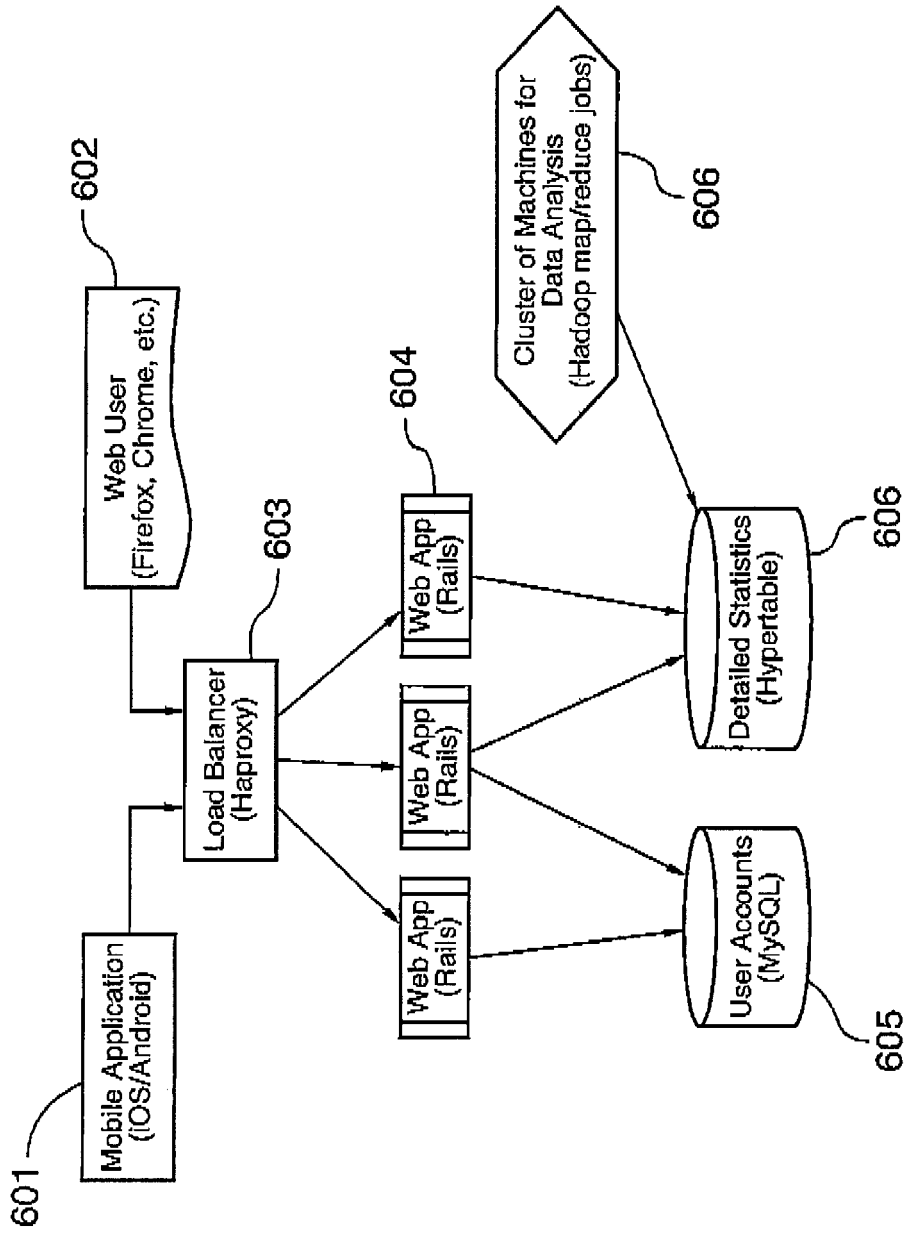 601
Mobile Application
(iOS/Android)
602
Web User
(Firefox, Chrome, etc.)
603
Load Balancer
(Haproxy)
604
Web App
(Rails)
Web App
(Rails)
Web App
(Rails)
Cluster of Machines for
Data Analysis
(Hadoop map/reduce jobs)
606
User Accounts
(MySQL)
605
Detailed Statistics
(Hypertable)
606